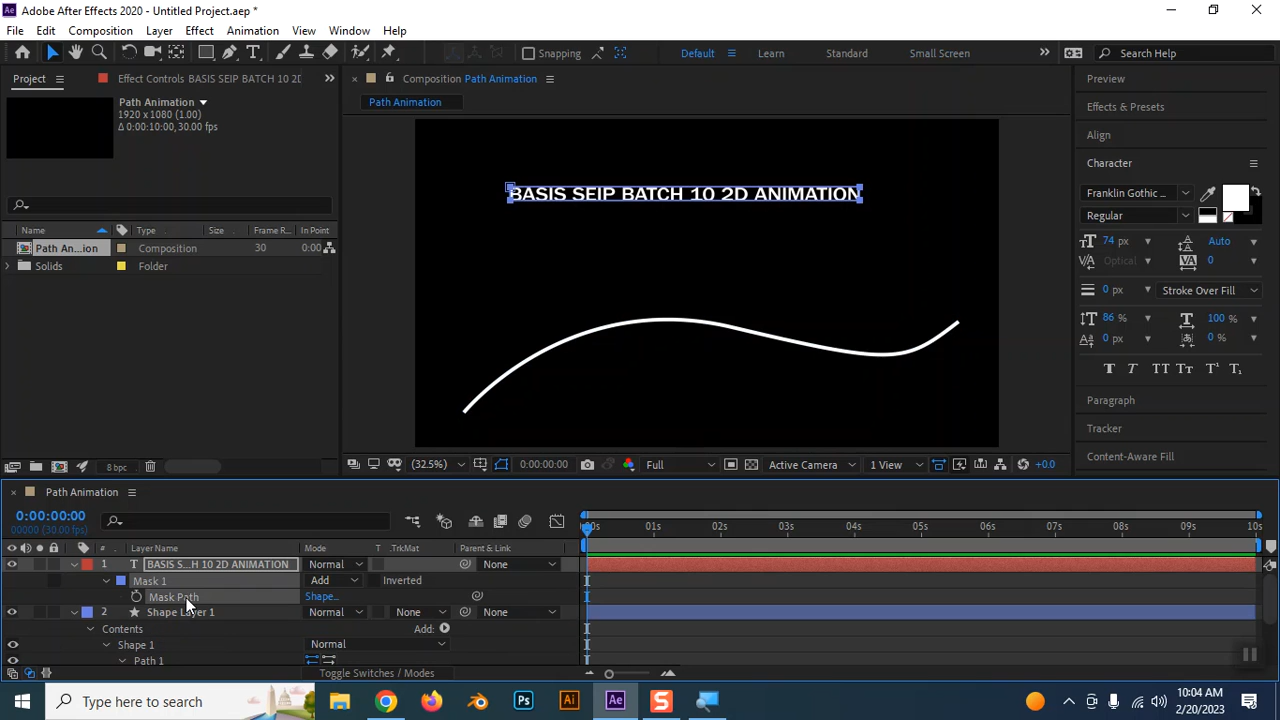 Adobe After Effects 2020 - Untitled Project.aep *
File Edit Composition Layer Effect Animation View Window Help
Snapping Default Learn Standard Small Screen Search Help
Project Effect Controls BASIS SEIP BATCH 10 2D
Composition Path Animation
Path Animation
Path Animation
1920 x 1080 (1.00)
Δ 0:00:10:00, 30.00 fps
Name Type Size Frame R... In Point
Path An...ion Composition 30 0:00
Solids Folder
8 bpc
BASIS SEIP BATCH 10 2D ANIMATION
(32.5%) 0:00:00:00 Full Active Camera 1 View +0.0
Preview
Effects & Presets
Align
Character
Franklin Gothic ...
Regular
74 px Auto
Optical 0
0 px Stroke Over Fill
86 % 100 %
0 px 0 %
Paragraph
Tracker
Content-Aware Fill
Path Animation
0:00:00:00
00000 (30.00 fps)
00s 01s 02s 03s 04s 05s 06s 07s 08s 09s 10s
# Layer Name Mode T .TrkMat Parent & Link
1 T BASIS S...H 10 2D ANIMATION Normal None
Mask 1 Add Inverted
Mask Path Shape...
2 Shape Layer 1 Normal None None
Contents Add:
Shape 1 Normal
Path 1
Toggle Switches / Modes
Type here to search
10:04 AM
2/20/2023